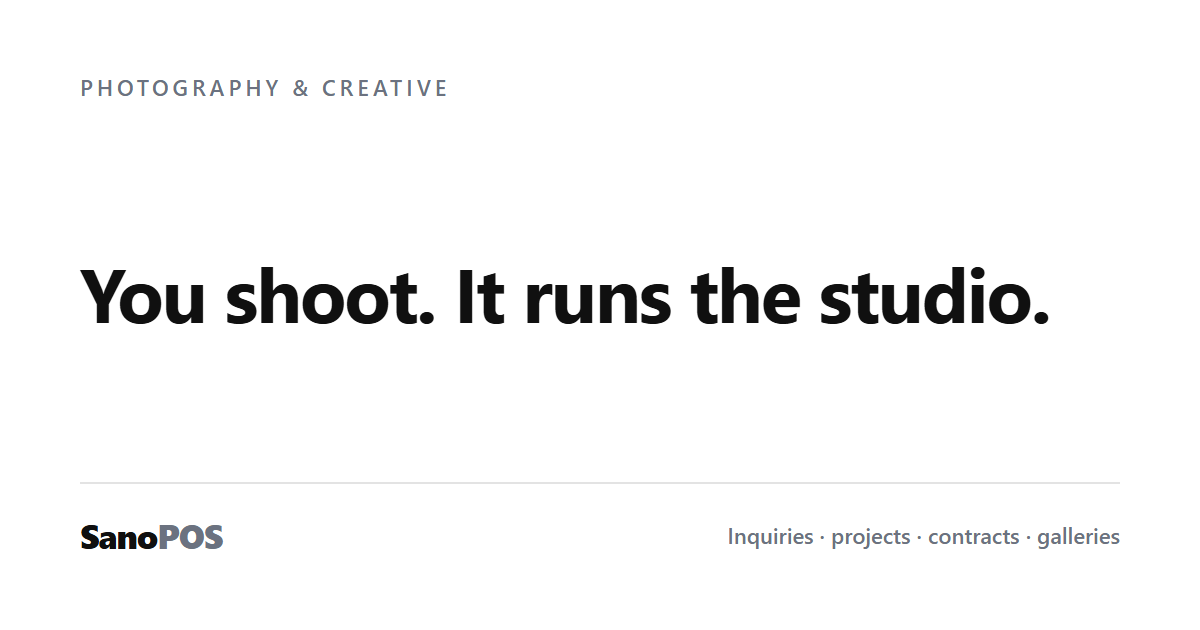 PHOTOGRAPHY & CREATIVE
You shoot. It runs the studio.
SanoPOS
Inquiries · projects · contracts · galleries